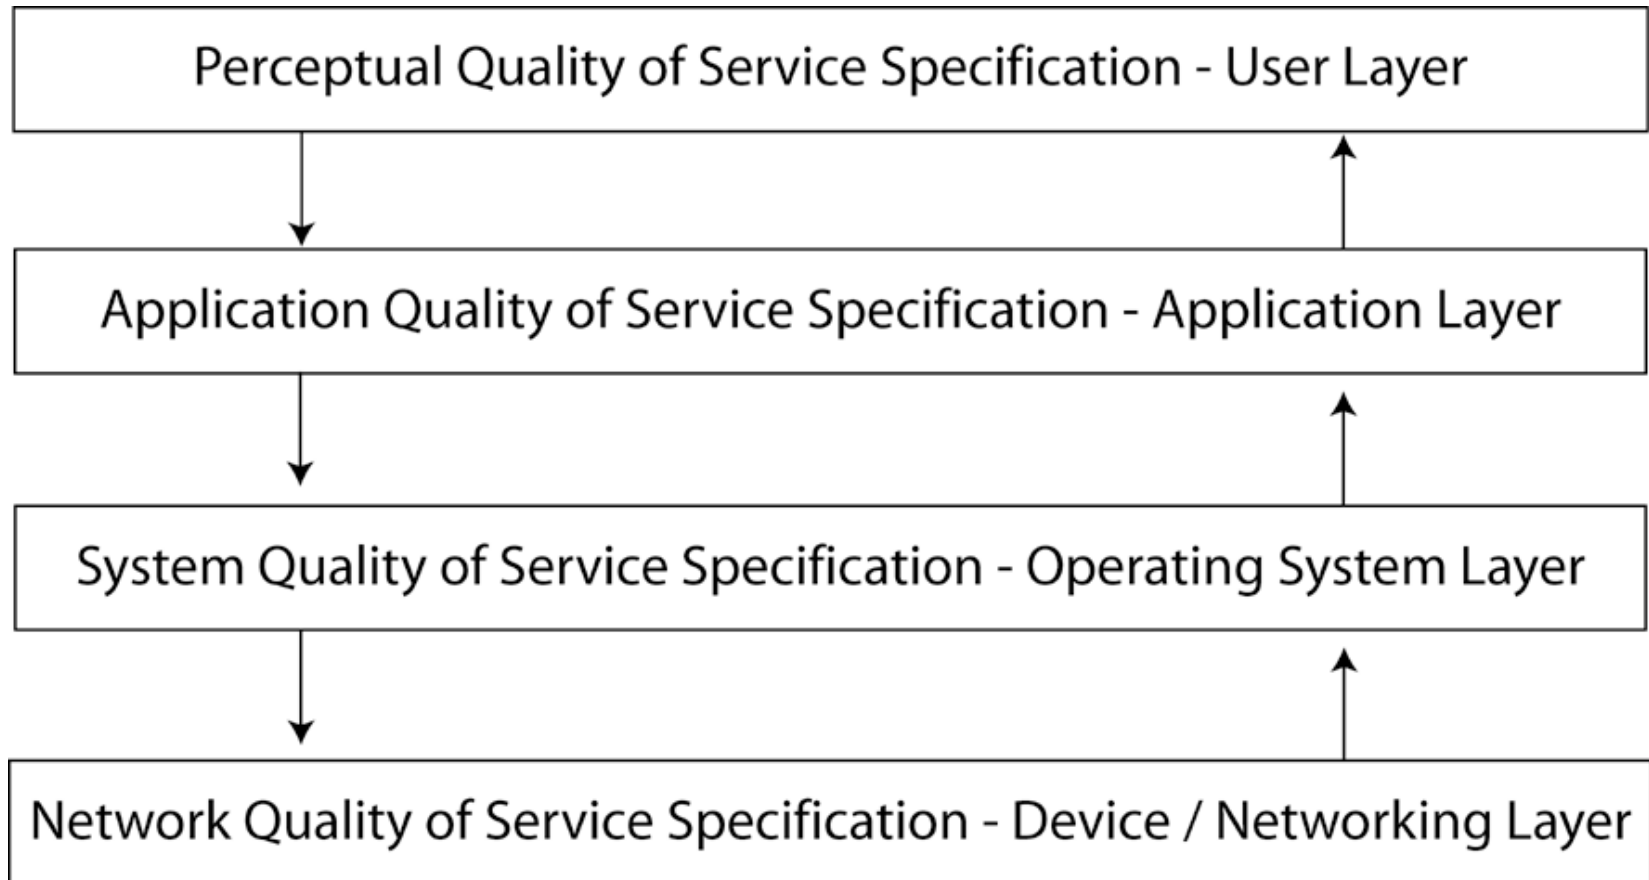 Perceptual Quality of Service Specification - User Layer
Application Quality of Service Specification - Application Layer
System Quality of Service Specification - Operating System Layer
Network Quality of Service Specification - Device / Networking Layer